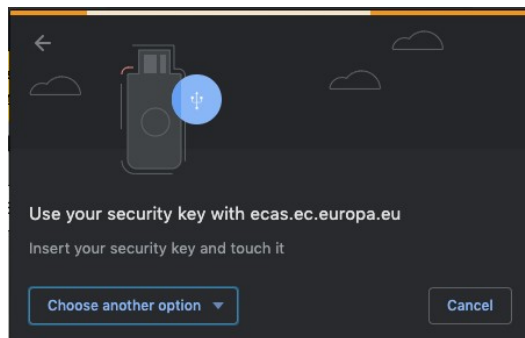 Use your security key with ecas.ec.europa.eu
Insert your security key and touch it
Choose another option
Cancel